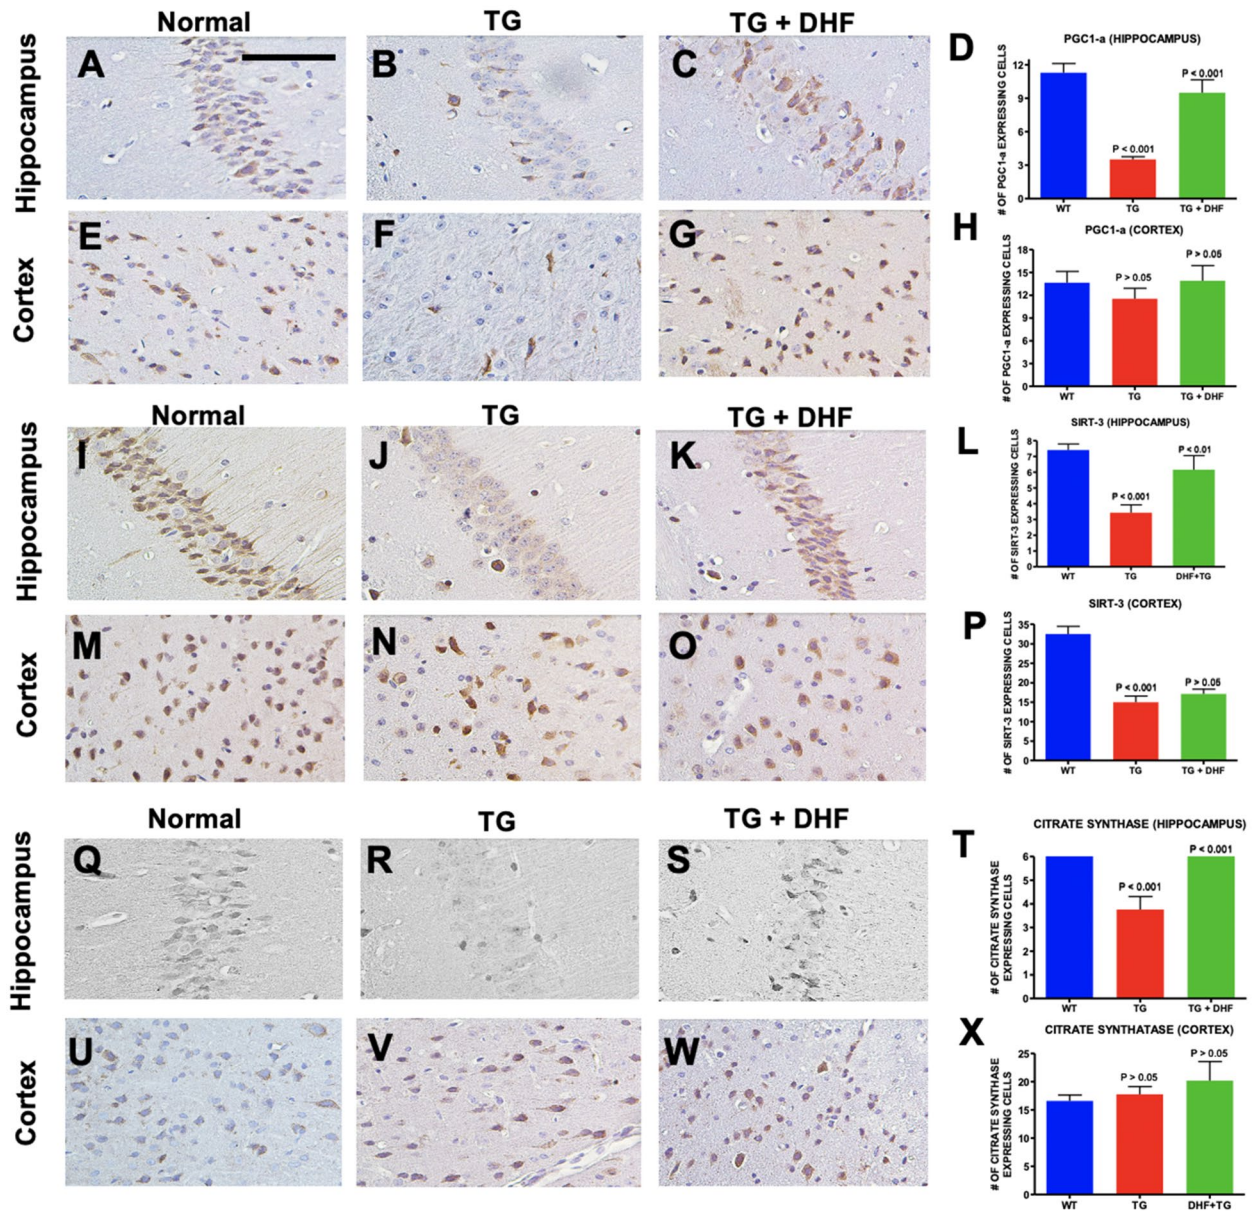 Normal TG TG + DHF
Hippocampus
A B C
D
PGC1-a (HIPPOCAMPUS)
# OF PGC1-a EXPRESSING CELLS
12
9
6
3
0
P < 0.001
P < 0.001
WT TG TG + DHF
Cortex
E F G
H
PGC1-a (CORTEX)
# OF PGC1-a EXPRESSING CELLS
18
15
12
9
6
3
0
P > 0.05
P > 0.05
WT TG TG + DHF
Normal TG TG + DHF
Hippocampus
I J K
L
SIRT-3 (HIPPOCAMPUS)
# OF SIRT-3 EXPRESSING CELLS
8
7
6
5
4
3
2
1
0
P < 0.001
P < 0.01
WT TG DHF+TG
Cortex
M N O
P
SIRT-3 (CORTEX)
# OF SIRT-3 EXPRESSING CELLS
35
30
25
20
15
10
5
0
P < 0.001
P > 0.05
WT TG TG + DHF
Normal TG TG + DHF
Hippocampus
Q R S
T
CITRATE SYNTHASE (HIPPOCAMPUS)
# OF CITRATE SYNTHASE
EXPRESSING CELLS
6
4
3
2
1
0
P < 0.001
P < 0.001
WT TG TG + DHF
Cortex
U V W
X
CITRATE SYNTHATASE (CORTEX)
# OF CITRATE SYNTHASE
EXPRESSING CELLS
25
20
15
10
5
0
P > 0.05
P > 0.05
WT TG DHF+TG